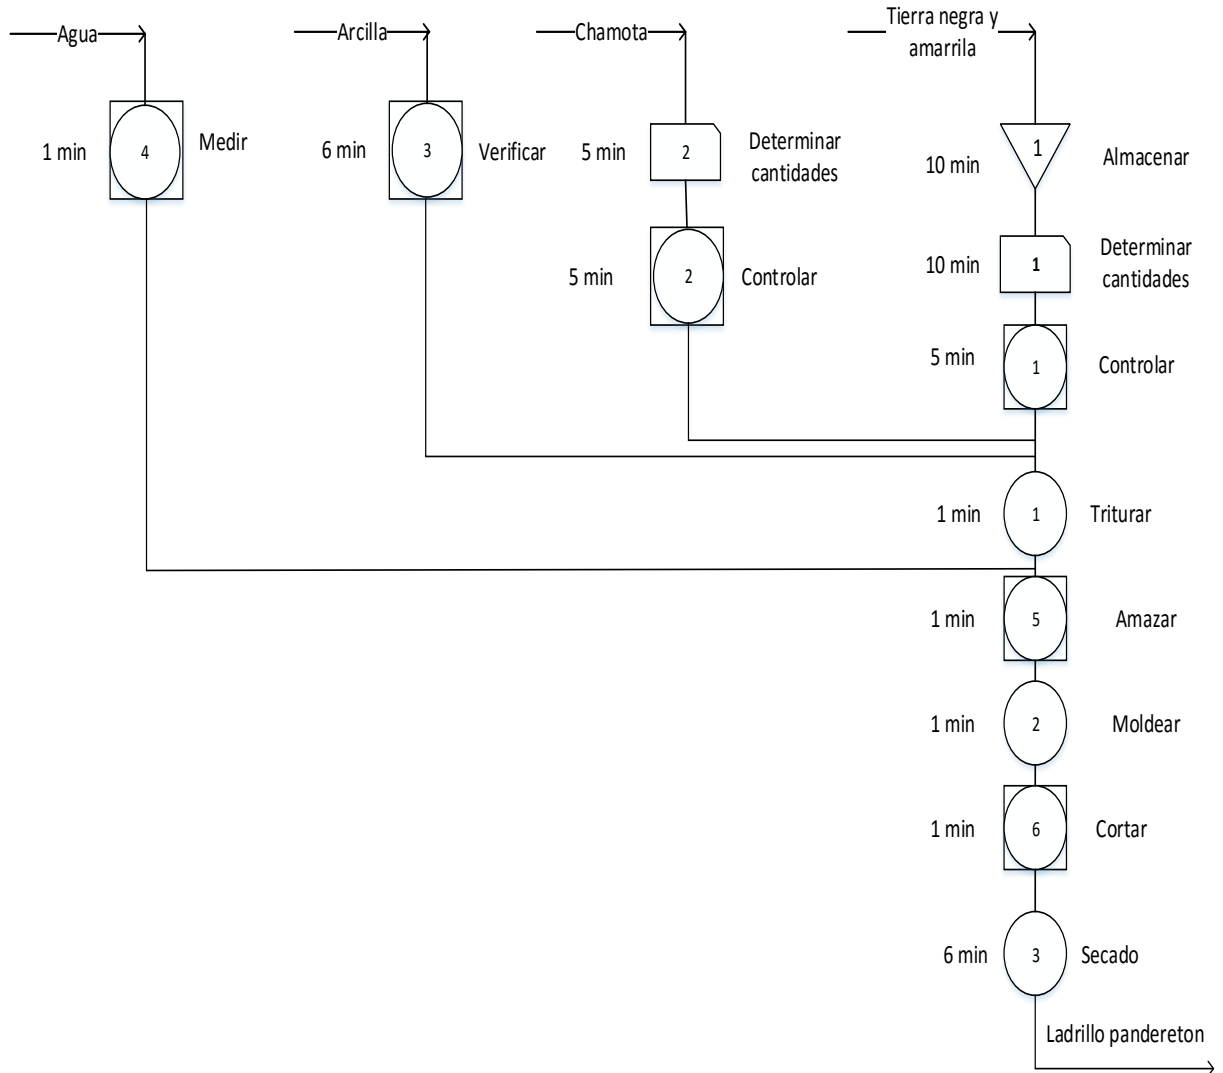 Agua
Arcilla
Chamota
Tierra negra y
amarrila
1 min
4
Medir
6 min
3
Verificar
5 min
2
Determinar
cantidades
10 min
1
Almacenar
5 min
2
Controlar
10 min
1
Determinar
cantidades
5 min
1
Controlar
1 min
1
Triturar
1 min
5
Amazar
1 min
2
Moldear
1 min
6
Cortar
6 min
3
Secado
Ladrillo pandereton